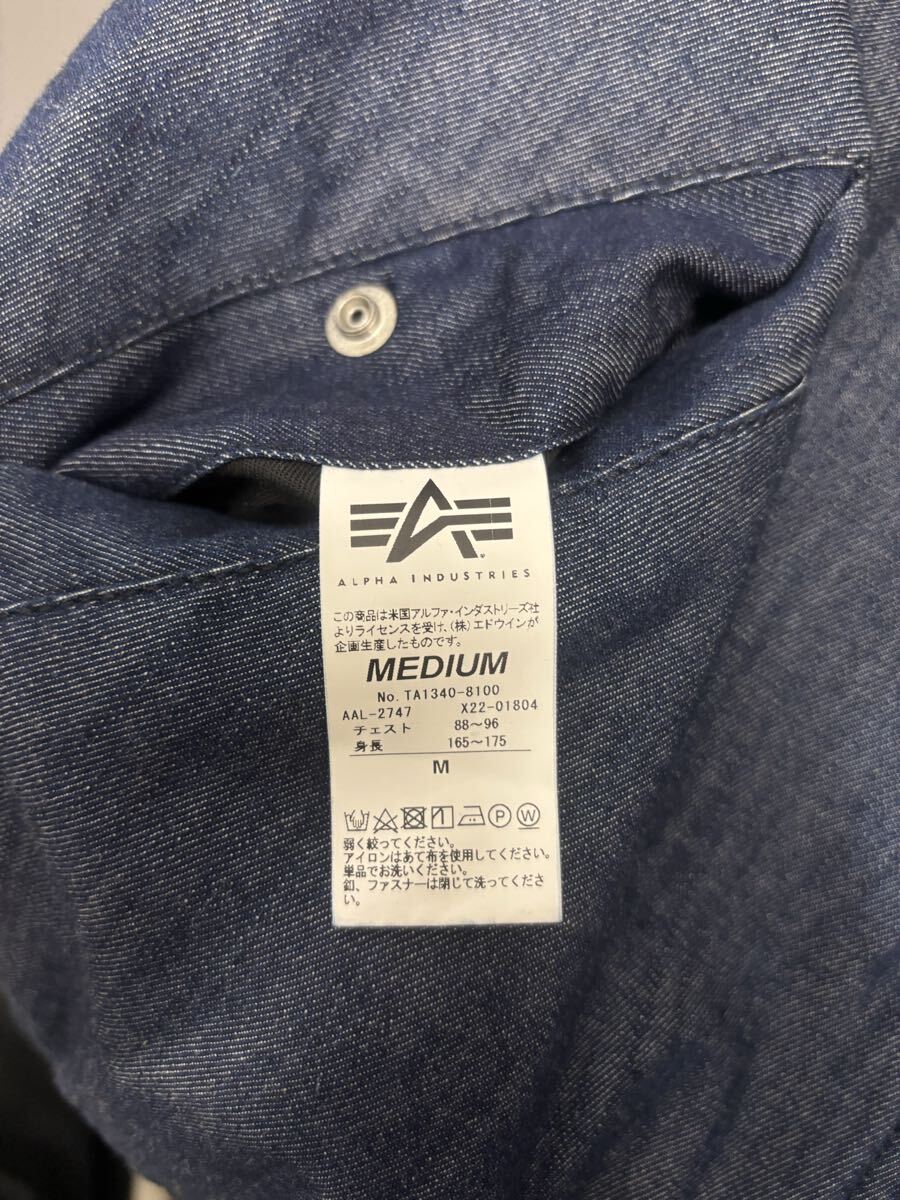 ALPHA INDUSTRIES
この商品は米国アルファ・インダストリーズ社
よりライセンスを受け、(株)エドウインが
企画生産したものです。
MEDIUM
No. TA1340-8100
AAL-2747 X22-01804
チェスト 88～96
身長 165～175
M
P W
弱く絞ってください。
アイロンはあて布を使用してください。
単品でお洗いください。
釦、ファスナーは閉じて洗ってくださ
い。